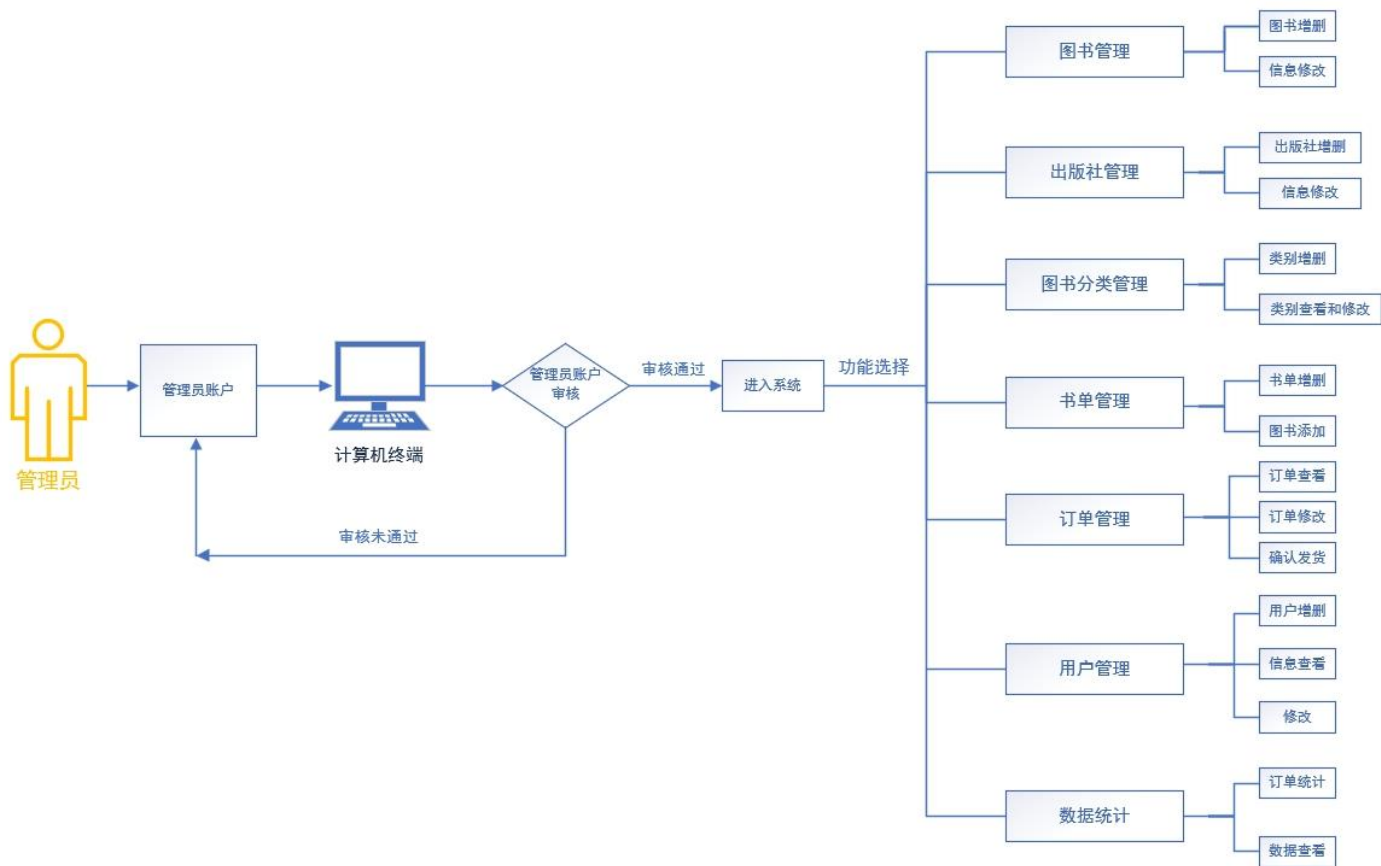 管理员
管理员账户
计算机终端
管理员账户
审核
审核通过
审核未通过
进入系统
功能选择
图书管理
图书增删
信息修改
出版社管理
出版社增删
信息修改
图书分类管理
类别增删
类别查看和修改
书单管理
书单增删
图书添加
订单管理
订单查看
订单修改
确认发货
用户管理
用户增删
信息查看
修改
数据统计
订单统计
数据查看